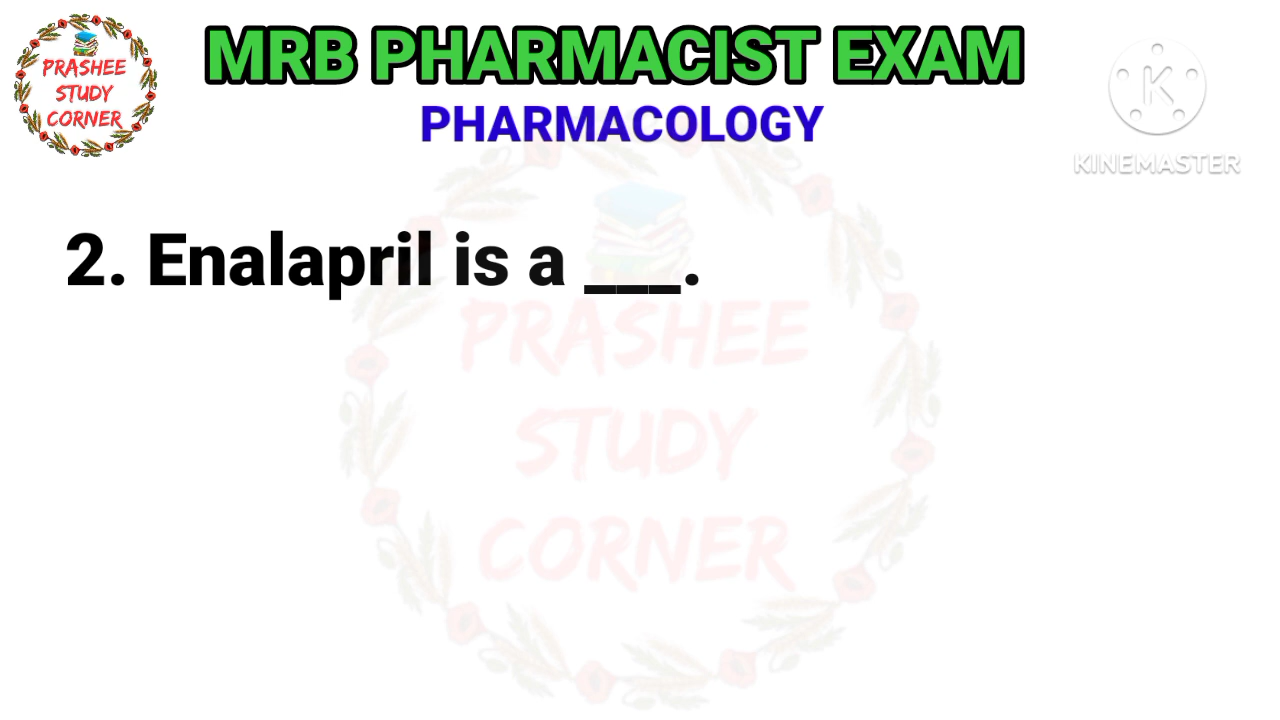 PRASHEE
STUDY
CORNER
MRB PHARMACIST EXAM
PHARMACOLOGY
K
KINEMASTER
2. Enalapril is a ___.
PRASHEE
STUDY
CORNER